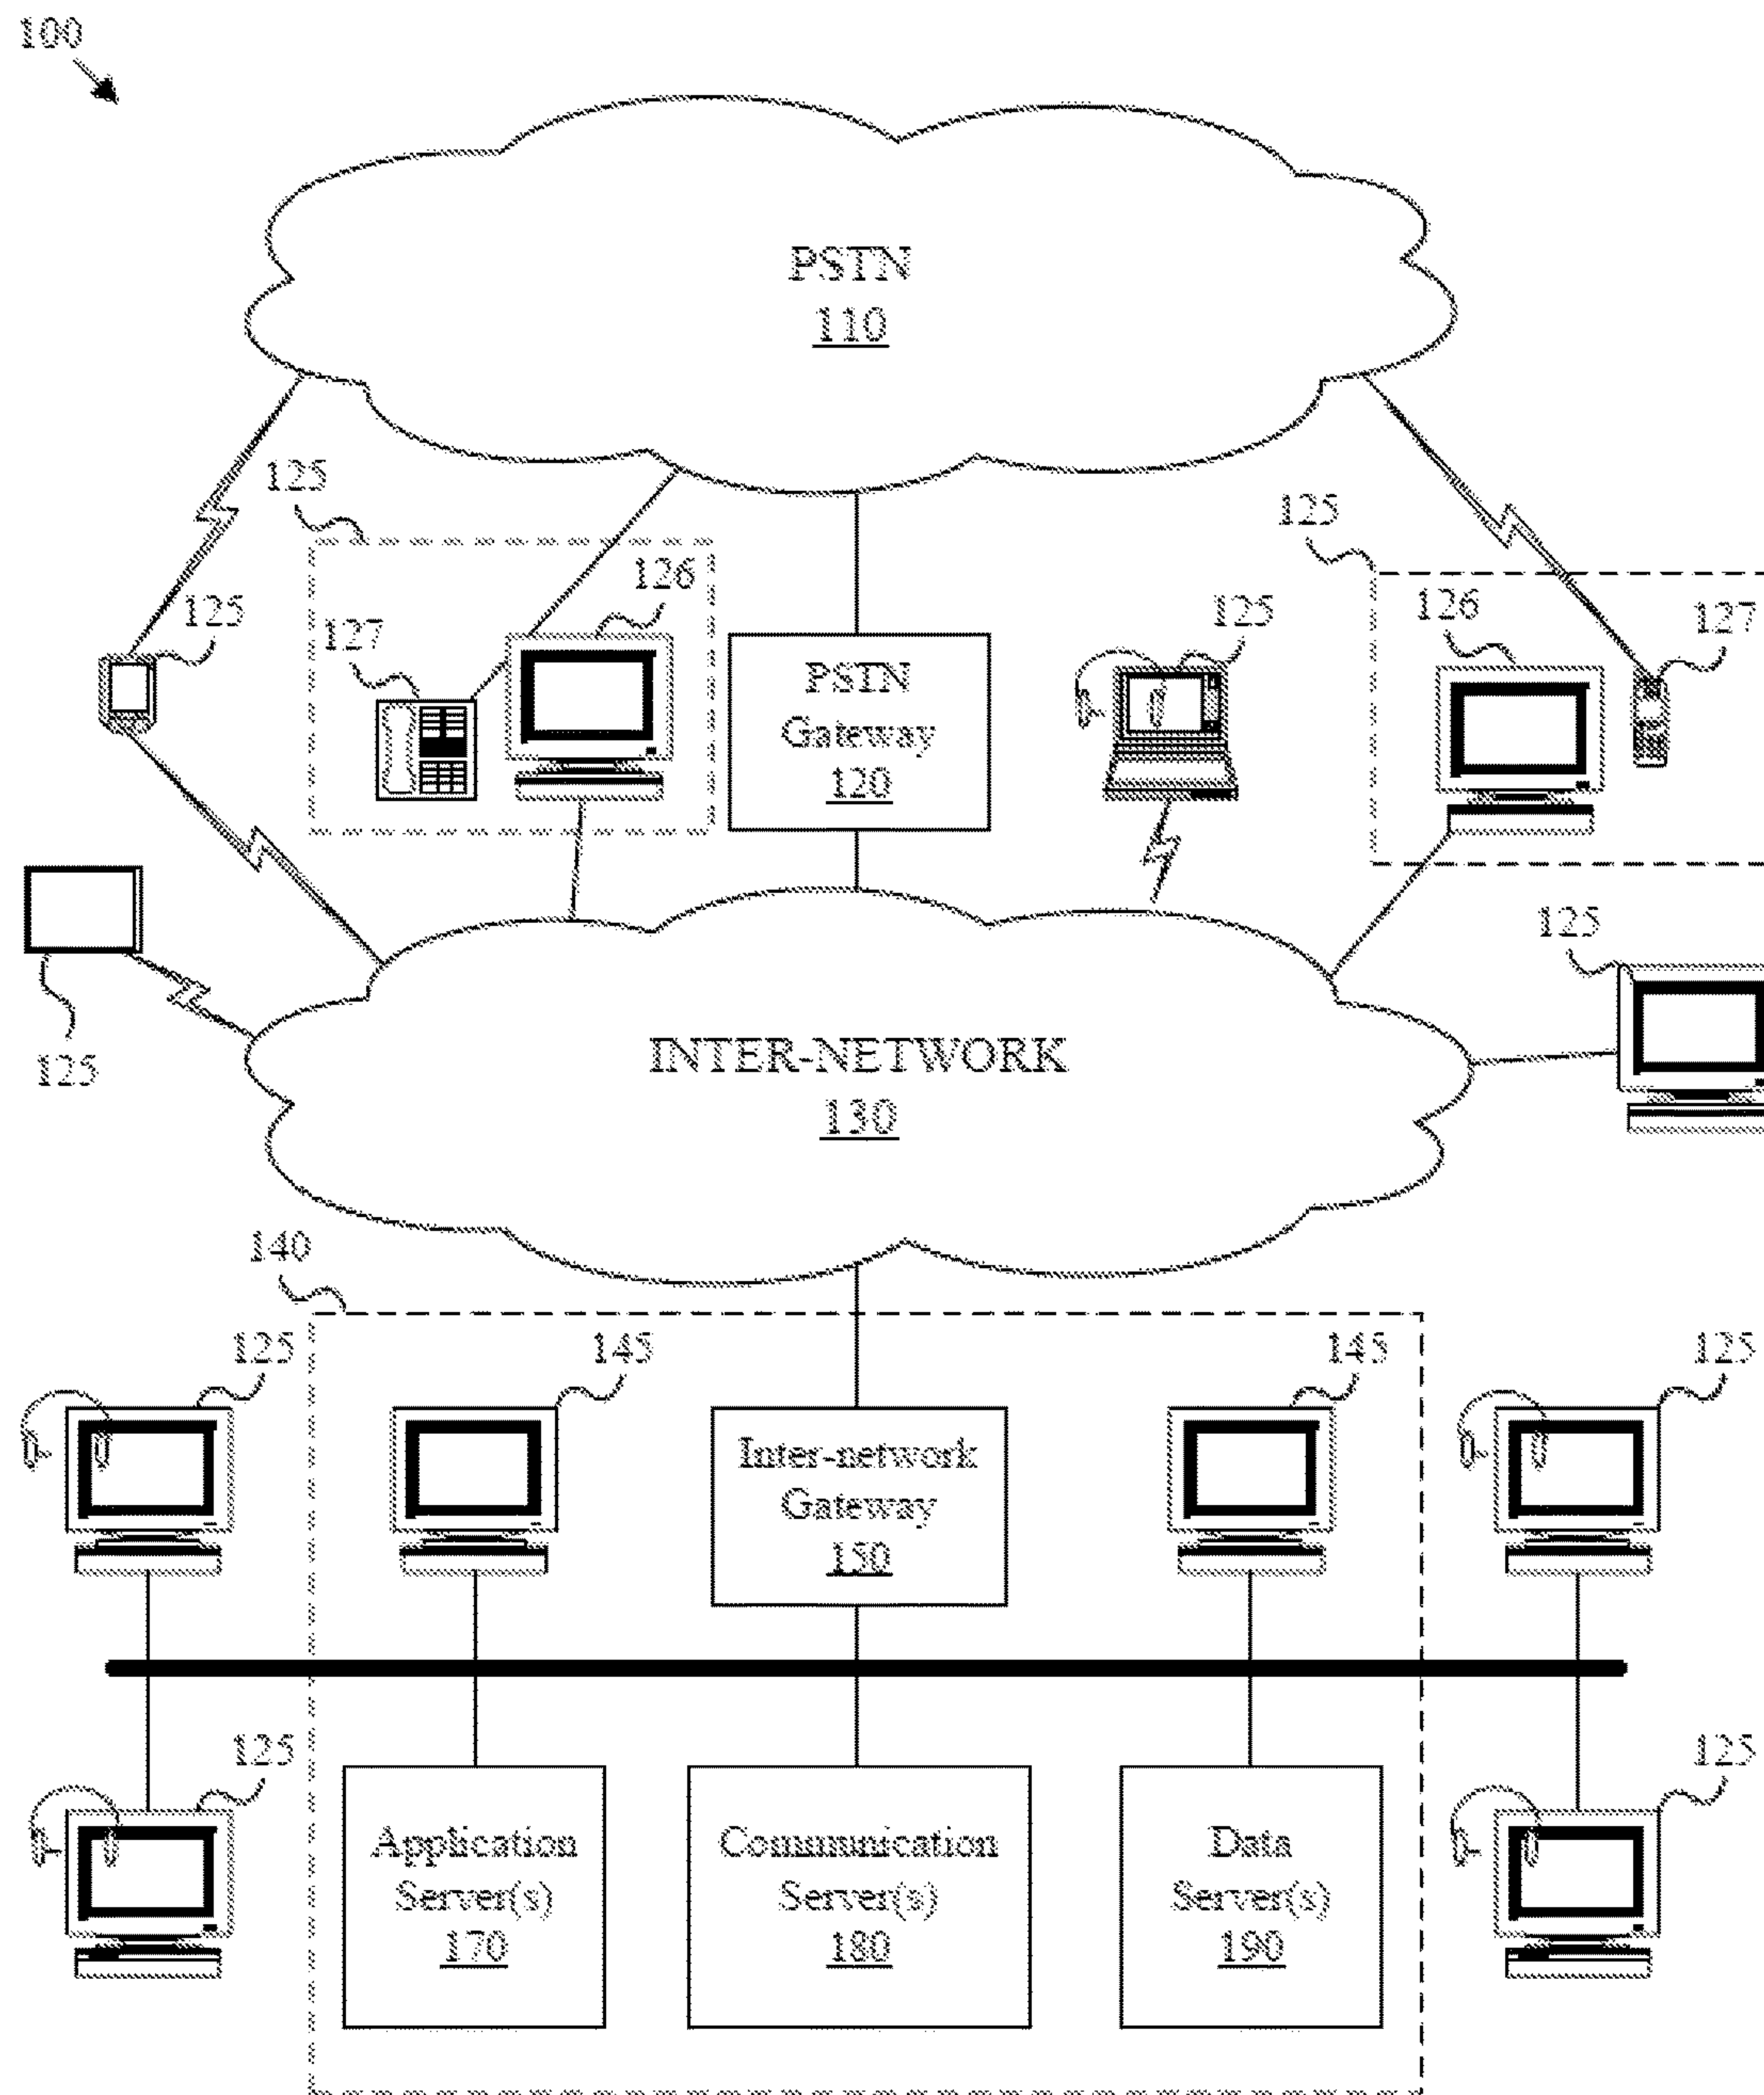 100
PSTN
110
125
125
126
127
125
125
126
127
PSTN
Gateway
120
125
125
INTER-NETWORK
130
140
125
145
145
125
Inter-network
Gateway
150
125
125
Application
Server(s)
170
Communication
Server(s)
180
Data
Server(s)
190